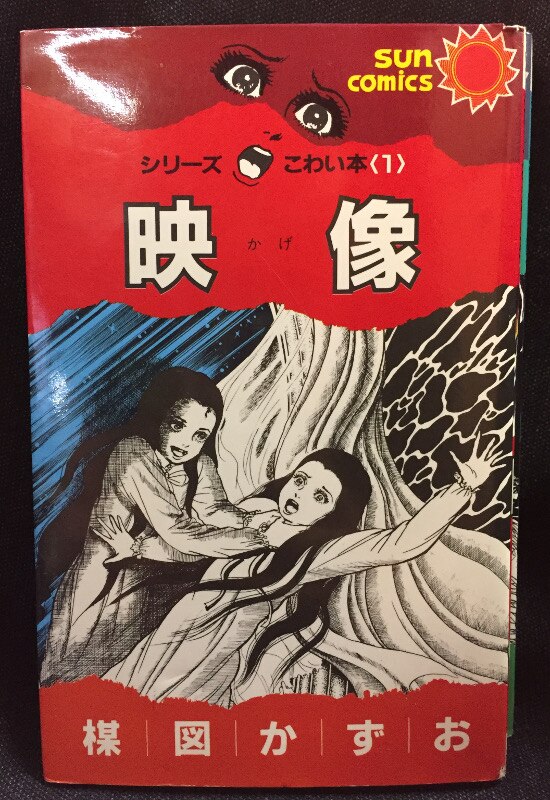 sun
comics
シリーズ こわい本〈1〉
映像
かげ
楳図かずお